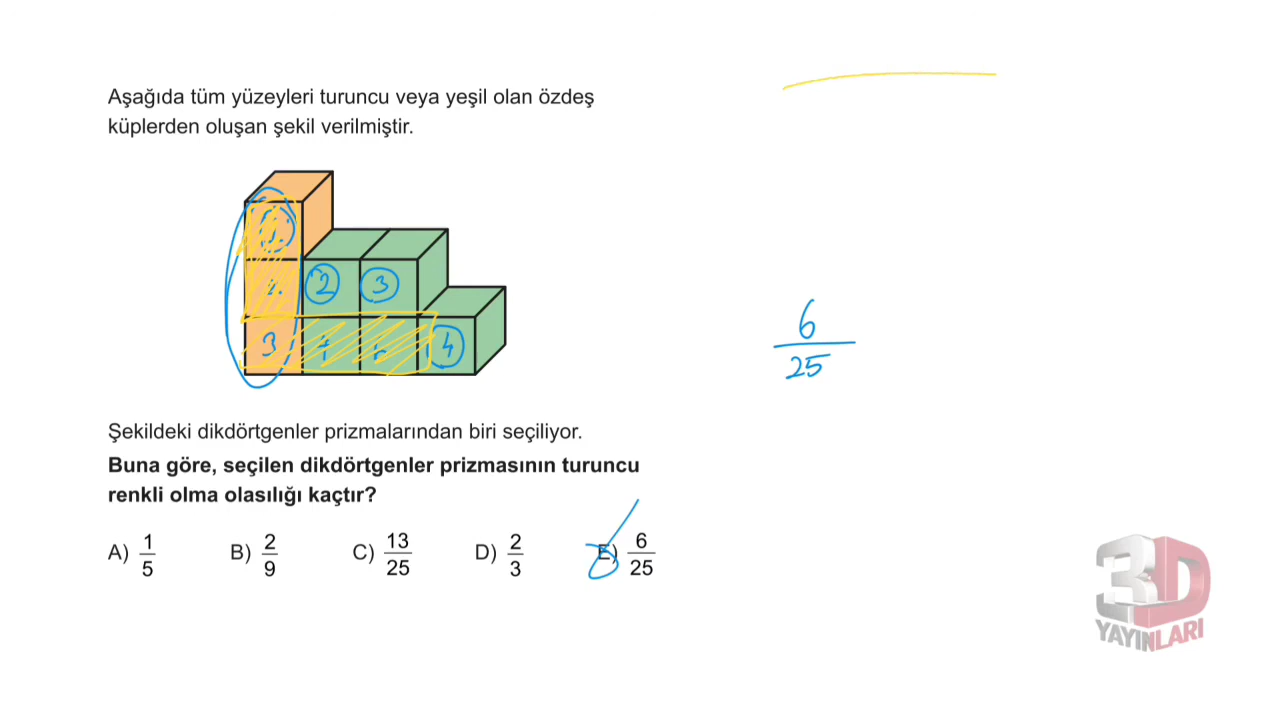 Aşağıda tüm yüzeyleri turuncu veya yeşil olan özdeş
küplerden oluşan şekil verilmiştir.
1.
2. 2 3
3 4
6
25
Şekildeki dikdörtgenler prizmalarından biri seçiliyor.
Buna göre, seçilen dikdörtgenler prizmasının turuncu
renkli olma olasılığı kaçtır?
A) 1/5 B) 2/9 C) 13/25 D) 2/3 E) 6/25
3D
YAYINLARI